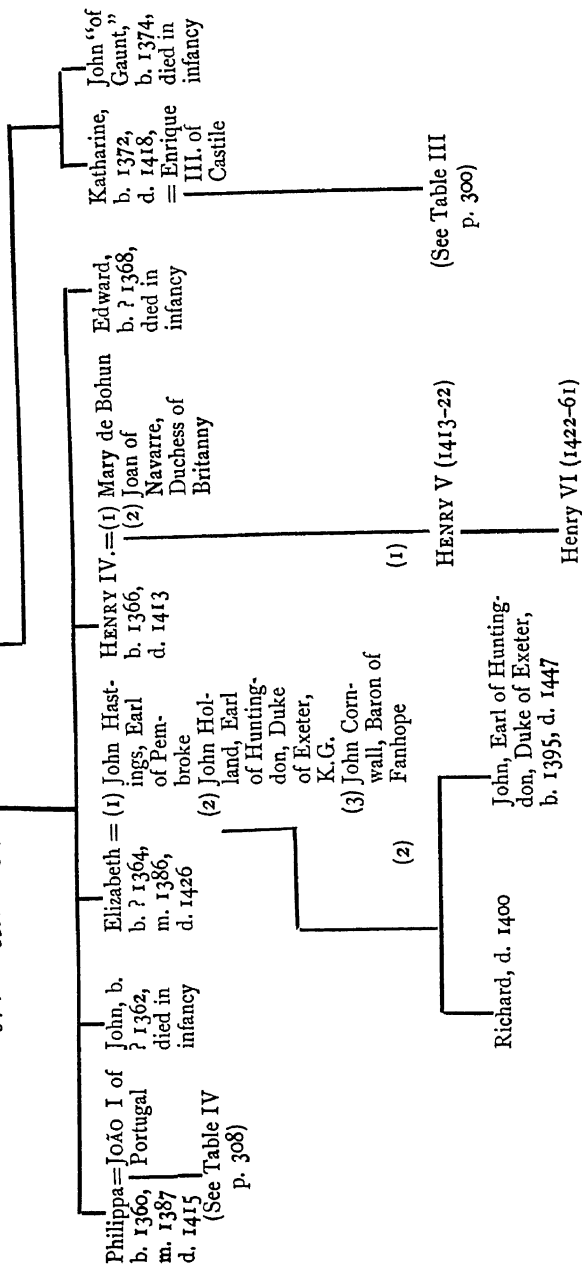 Philippa=JOÃO I of
Portugal
b. 1360,
m. 1387
d. 1415
(See Table IV
p. 308)
John, b.
? 1362,
died in
infancy
Elizabeth =
b. ? 1364,
m. 1386,
d. 1426
(1) John Hast-
ings, Earl
of Pem-
broke
(2) John Hol-
land, Earl
of Hunting-
don, Duke
of Exeter,
K.G.
(3) John Corn-
wall, Baron of
Fanhope
(2)
Richard, d. 1400
John, Earl of Hunting-
don, Duke of Exeter,
b. 1395, d. 1447
HENRY IV.=
b. 1366,
d. 1413
(1) Mary de Bohun
(2) Joan of
Navarre,
Duchess of
Britanny
(1)
HENRY V (1413-22)
Henry VI (1422-61)
Edward,
b. ? 1368,
died in
infancy
Katharine,
b. 1372,
d. 1418,
= Enrique
III. of
Castile
(See Table III
p. 300)
John "of
Gaunt,"
b. 1374,
died in
infancy